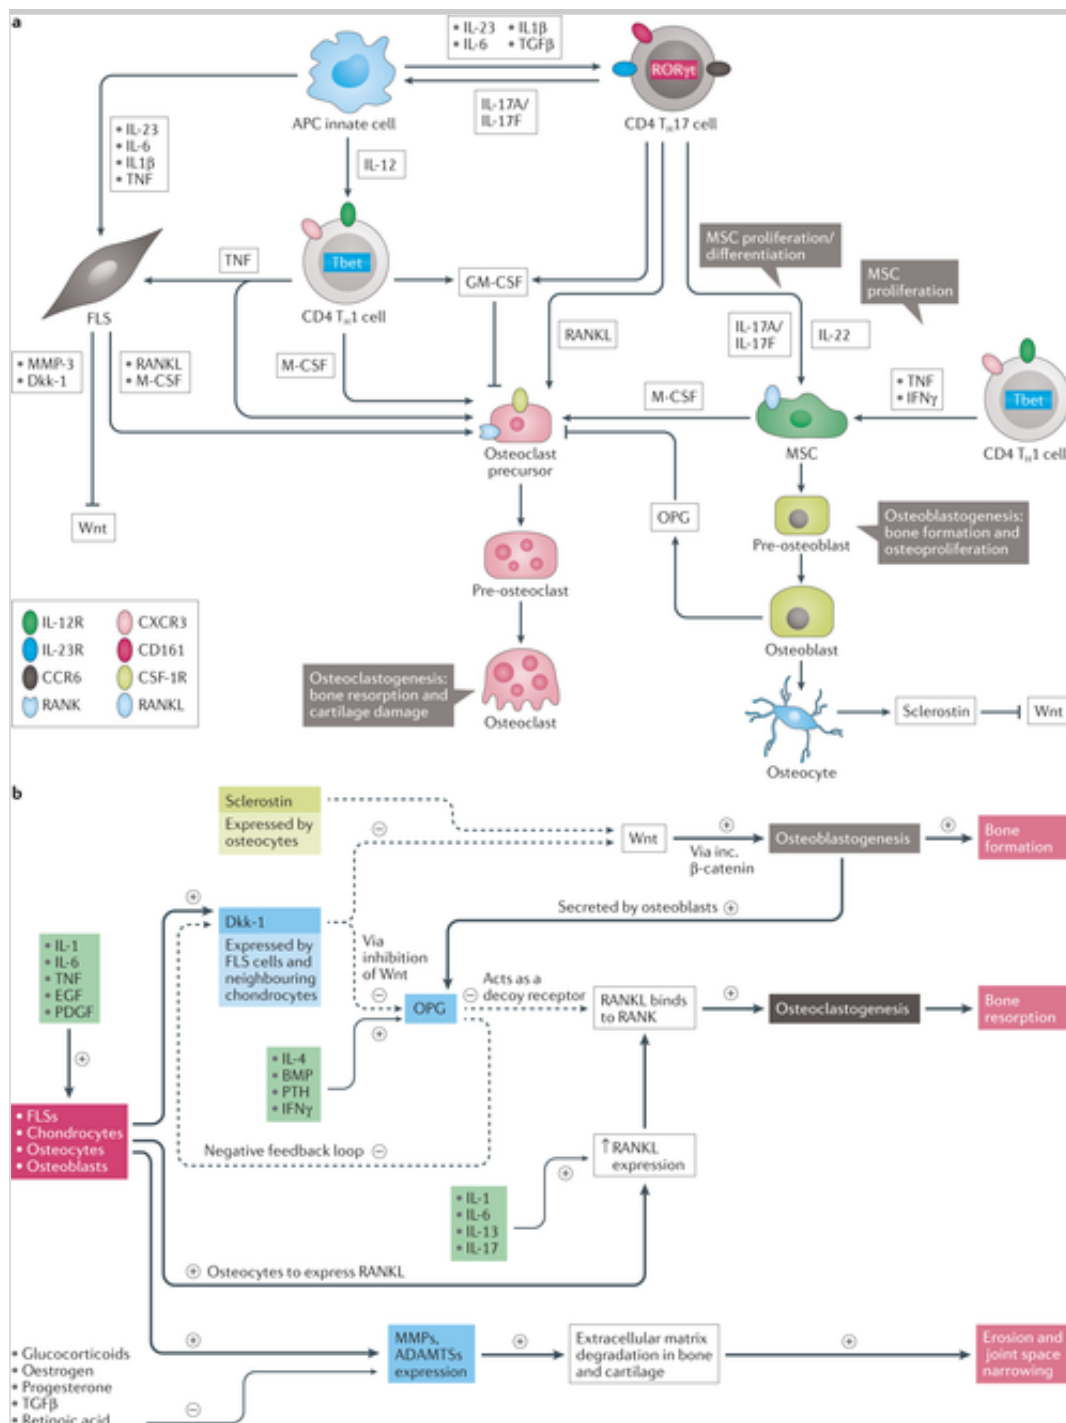 a
• IL-23 • IL1β
• IL-6 • TGFβ
RORγt
IL-17A/
IL-17F
APC innate cell
CD4 TH17 cell
• IL-23
• IL-6
• IL1β
• TNF
IL-12
MSC proliferation/
differentiation
MSC
proliferation
TNF
Tbet
GM-CSF
FLS
CD4 TH1 cell
RANKL
IL-17A/
IL-17F
IL-22
• MMP-3
• Dkk-1
• RANKL
• M-CSF
M-CSF
M-CSF
• TNF
• IFNγ
Tbet
Osteoclast
precursor
MSC
CD4 TH1 cell
Wnt
OPG
Pre-osteoblast
Osteoblastogenesis:
bone formation and
osteoproliferation
Pre-osteoclast
IL-12R CXCR3
IL-23R CD161
CCR6 CSF-1R
RANK RANKL
Osteoblast
Osteoclastogenesis:
bone resorption and
cartilage damage
Osteoclast
Sclerostin
Wnt
Osteocyte
b
Sclerostin
Expressed by
osteocytes
−
Wnt
+
Via inc.
β-catenin
Osteoblastogenesis
+
Bone
formation
+
Secreted by osteoblasts +
Dkk-1
Expressed by
FLS cells and
neighbouring
chondrocytes
Via
inhibition
of Wnt
• IL-1
• IL-6
• TNF
• EGF
• PDGF
−
OPG
−
Acts as a
decoy receptor
RANKL binds
to RANK
+
Osteoclastogenesis
Bone
resorption
+
+
• IL-4
• BMP
• PTH
• IFNγ
• FLSs
• Chondrocytes
• Osteocytes
• Osteoblasts
Negative feedback loop −
↑RANKL
expression
+
• IL-1
• IL-6
• IL-13
• IL-17
+ Osteocytes to express RANKL
+
MMPs,
ADAMTSs
expression
+
Extracellular matrix
degradation in bone
and cartilage
+
Erosion and
joint space
narrowing
• Glucocorticoids
• Oestrogen
• Progesterone
• TGFβ
• Retinoic acid
−